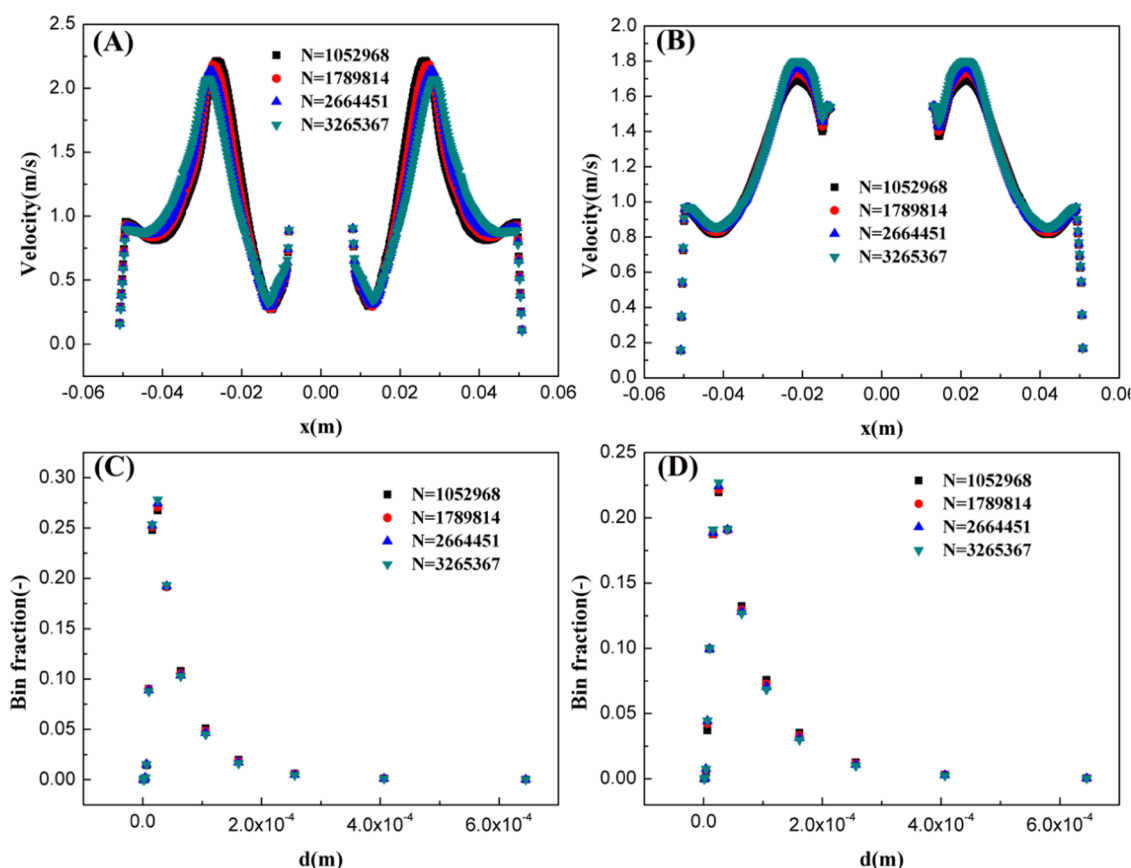 (A)
N=1052968
N=1789814
N=2664451
N=3265367
Velocity(m/s)
2.5
2.0
1.5
1.0
0.5
0.0
-0.06 -0.04 -0.02 0.00 0.02 0.04 0.06
x(m)
(B)
N=1052968
N=1789814
N=2664451
N=3265367
Velocity(m/s)
2.0
1.8
1.6
1.4
1.2
1.0
0.8
0.6
0.4
0.2
0.0
-0.06 -0.04 -0.02 0.00 0.02 0.04
x(m)
(C)
N=1052968
N=1789814
N=2664451
N=3265367
Bin fraction(-)
0.30
0.25
0.20
0.15
0.10
0.05
0.00
0.0 2.0x10⁻⁴ 4.0x10⁻⁴ 6.0x10⁻⁴
d(m)
(D)
N=1052968
N=1789814
N=2664451
N=3265367
Bin fraction(-)
0.25
0.20
0.15
0.10
0.05
0.00
0.0 2.0x10⁻⁴ 4.0x10⁻⁴ 6.0x10⁻⁴
d(m)